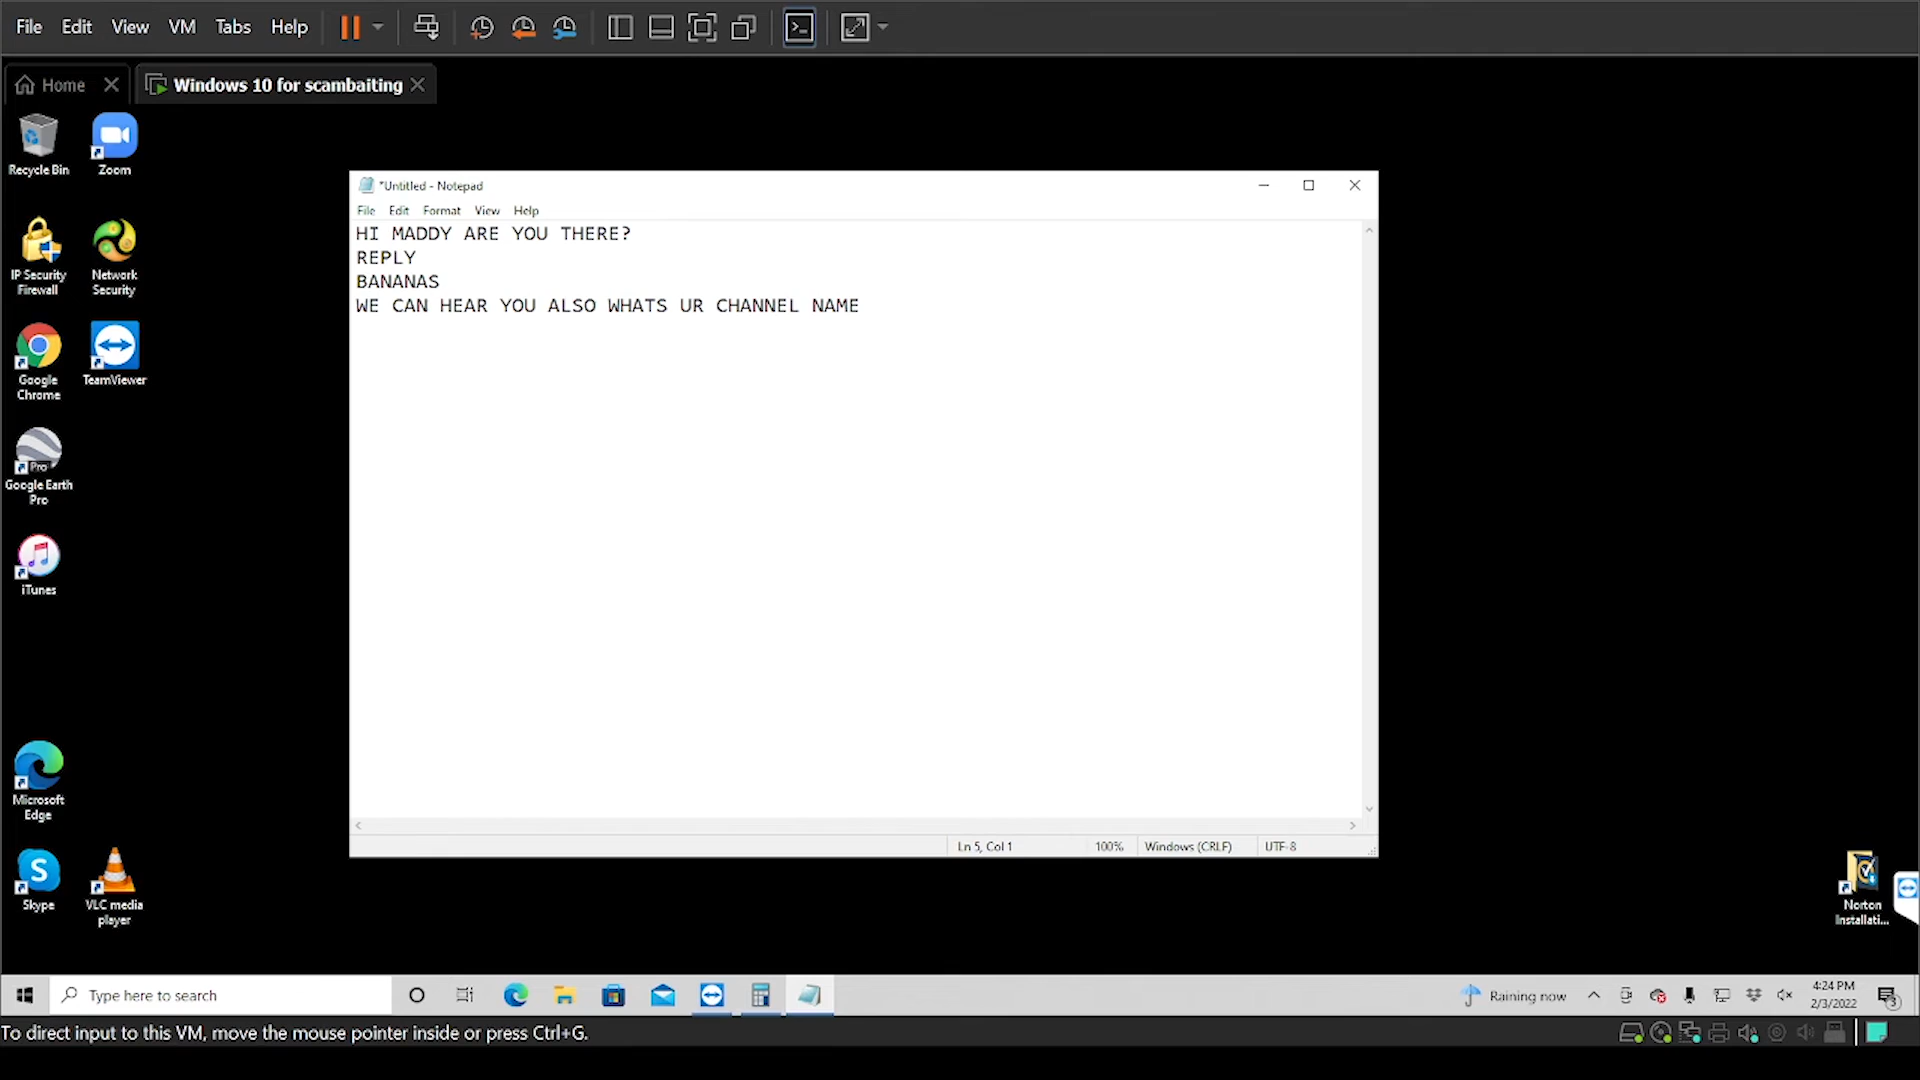 File Edit View VM Tabs Help
Home Windows 10 for scambaiting
Recycle Bin
Zoom
IP Security Firewall
Network Security
Google Chrome
TeamViewer
Pro
Google Earth Pro
iTunes
Microsoft Edge
Skype
VLC media player
*Untitled - Notepad
File Edit Format View Help
HI MADDY ARE YOU THERE?
REPLY
BANANAS
WE CAN HEAR YOU ALSO WHATS UR CHANNEL NAME
Ln 5, Col 1 100% Windows (CRLF) UTF-8
Norton Installati...
Type here to search
Raining now
4:24 PM
2/3/2022
3
To direct input to this VM, move the mouse pointer inside or press Ctrl+G.